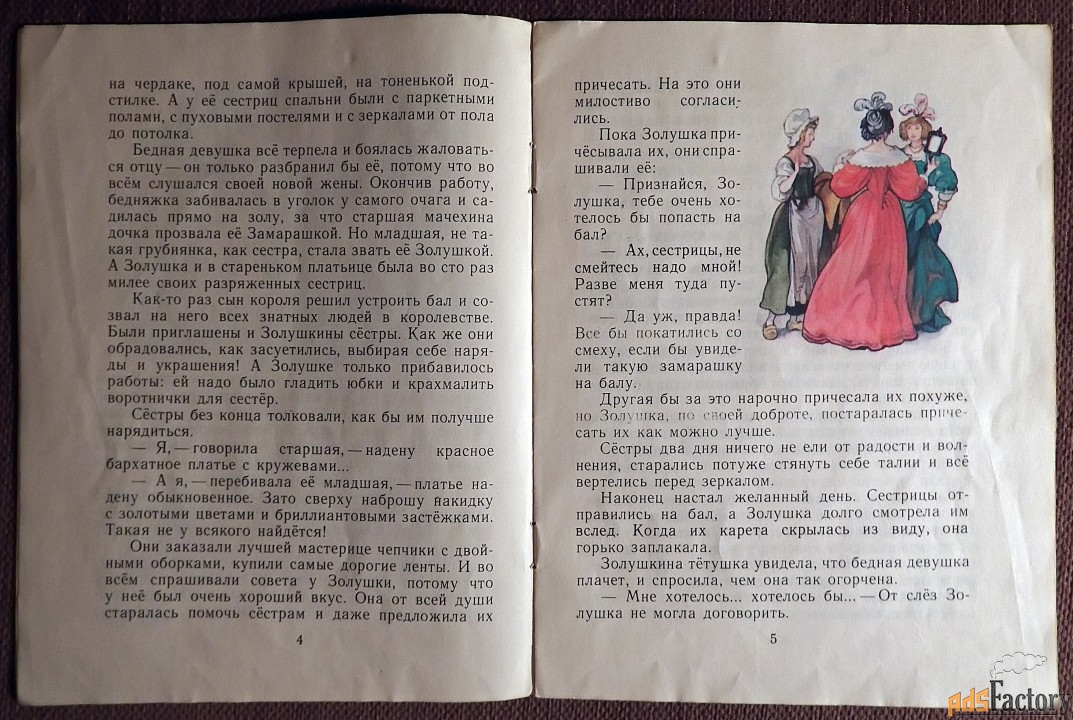 на чердаке, под самой крышей, на тоненькой под-
стилке. А у её сестриц спальни были с паркетными
полами, с пуховыми постелями и с зеркалами от пола
до потолка.
Бедная девушка всё терпела и боялась жаловать-
ся отцу — он только разбранил бы её, потому что во
всём слушался своей новой жены. Окончив работу,
бедняжка забивалась в уголок у самого очага и са-
дилась прямо на золу, за что старшая мачехина
дочка прозвала её Замарашкой. Но младшая, не та-
кая грубиянка, как сестра, стала звать её Золушкой.
А Золушка и в стареньком платьице была во сто раз
милее своих разряженных сестриц.
Как-то раз сын короля решил устроить бал и со-
звал на него всех знатных людей в королевстве.
Были приглашены и Золушкины сёстры. Как же они
обрадовались, как засуетились, выбирая себе наря-
ды и украшения! А Золушке только прибавилось
работы: ей надо было гладить юбки и крахмалить
воротнички для сестёр.
Сёстры без конца толковали, как бы им получше
нарядиться.
— Я, — говорила старшая, — надену красное
бархатное платье с кружевами...
— А я, — перебивала её младшая, — платье на-
дену обыкновенное. Зато сверху наброшу накидку
с золотыми цветами и бриллиантовыми застёжками.
Такая не у всякого найдётся!
Они заказали лучшей мастерице чепчики с двой-
ными оборками, купили самые дорогие ленты. И во
всём спрашивали совета у Золушки, потому что
у неё был очень хороший вкус. Она от всей души
старалась помочь сёстрам и даже предложила их
4
причесать. На это они
милостиво согласи-
лись.
Пока Золушка при-
чёсывала их, они спра-
шивали её:
— Признайся, Зо-
лушка, тебе очень хо-
телось бы попасть на
бал?
— Ах, сестрицы, не
смейтесь надо мной!
Разве меня туда пу-
стят?
— Да уж, правда!
Все бы покатились со
смеху, если бы увиде-
ли такую замарашку
на балу.
Другая бы за это нарочно причесала их похуже,
но Золушка, по своей доброте, постаралась приче-
сать их как можно лучше.
Сёстры два дня ничего не ели от радости и вол-
нения, старались потуже стянуть себе талии и всё
вертелись перед зеркалом.
Наконец настал желанный день. Сестрицы от-
правились на бал, а Золушка долго смотрела им
вслед. Когда их карета скрылась из виду, она
горько заплакала.
Золушкина тётушка увидела, что бедная девушка
плачет, и спросила, чем она так огорчена.
— Мне хотелось... хотелось бы... — От слёз Зо-
лушка не могла договорить.
5
adsFactory